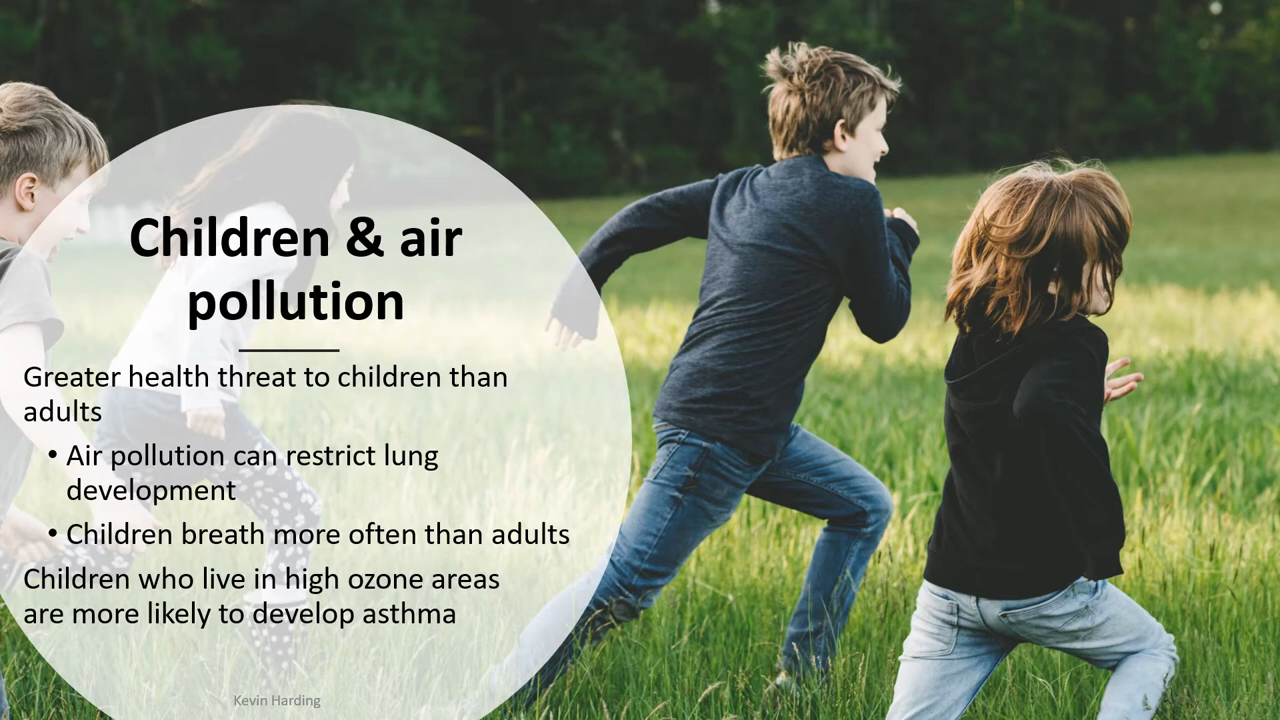 Children & air
pollution
Greater health threat to children than
adults
• Air pollution can restrict lung
development
• Children breath more often than adults
Children who live in high ozone areas
are more likely to develop asthma
Kevin Harding